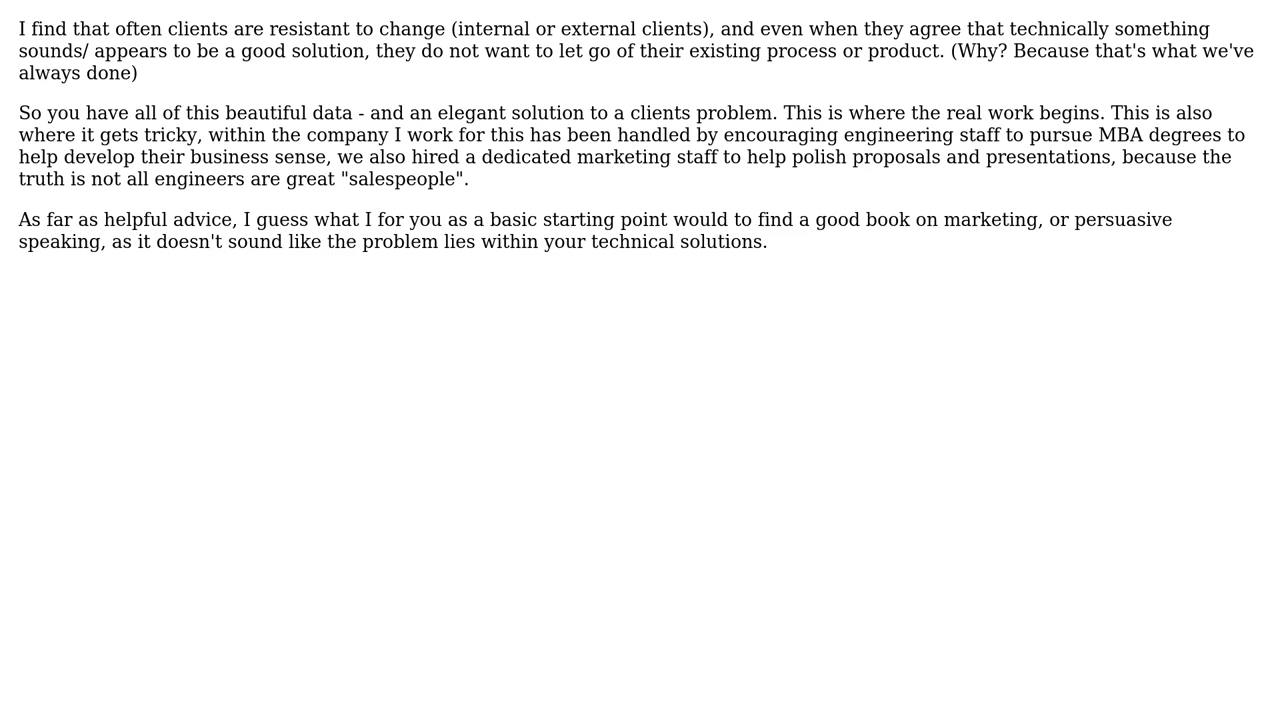 I find that often clients are resistant to change (internal or external clients), and even when they agree that technically something
sounds/ appears to be a good solution, they do not want to let go of their existing process or product. (Why? Because that's what we've
always done)
So you have all of this beautiful data - and an elegant solution to a clients problem. This is where the real work begins. This is also
where it gets tricky, within the company I work for this has been handled by encouraging engineering staff to pursue MBA degrees to
help develop their business sense, we also hired a dedicated marketing staff to help polish proposals and presentations, because the
truth is not all engineers are great "salespeople".
As far as helpful advice, I guess what I for you as a basic starting point would to find a good book on marketing, or persuasive
speaking, as it doesn't sound like the problem lies within your technical solutions.